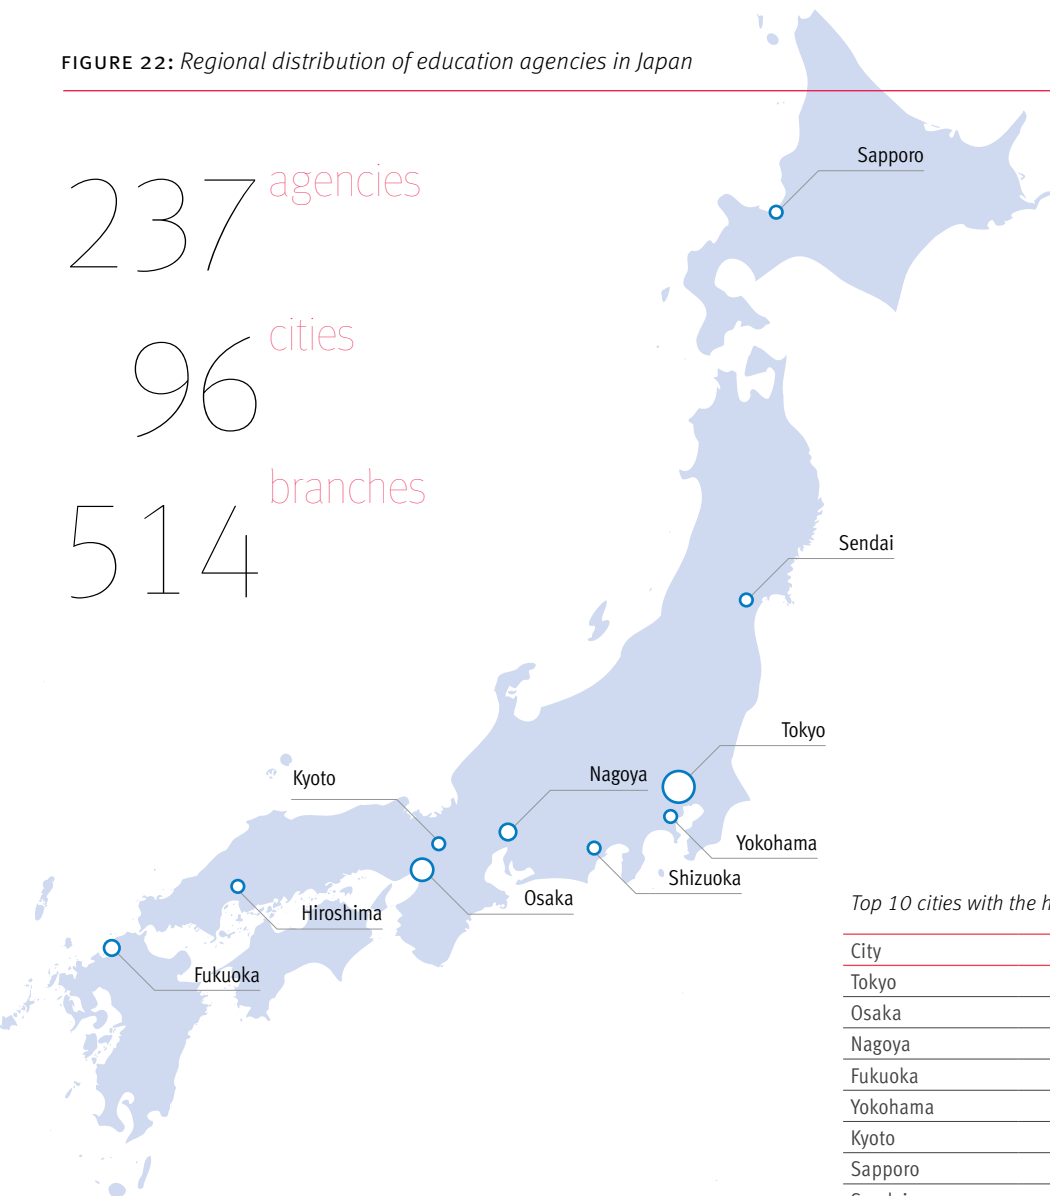 FIGURE 22: Regional distribution of education agencies in Japan
237 agencies
96 cities
514 branches
Sapporo
Sendai
Tokyo
Nagoya
Kyoto
Yokohama
Shizuoka
Osaka
Hiroshima
Fukuoka
Top 10 cities with the h
City
Tokyo
Osaka
Nagoya
Fukuoka
Yokohama
Kyoto
Sapporo